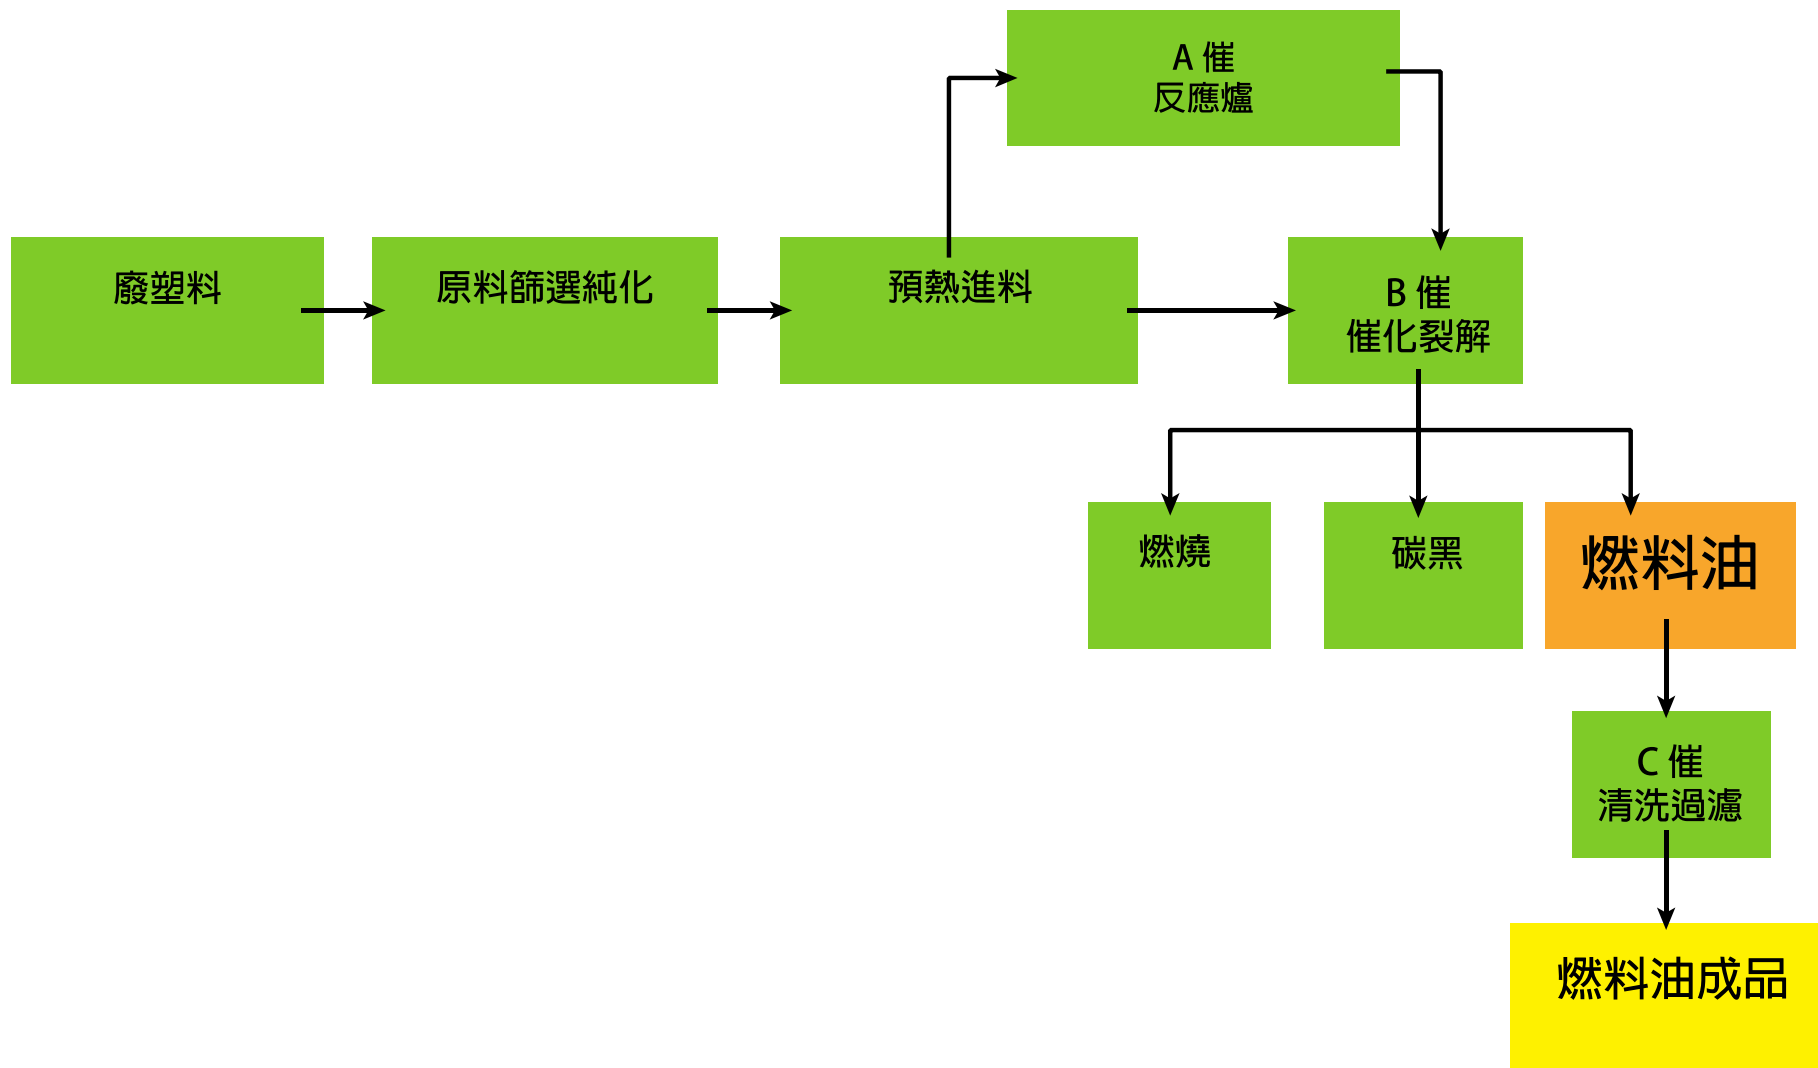 A 催
反應爐
廢塑料
原料篩選純化
預熱進料
B 催
催化裂解
燃燒
碳黑
燃料油
C 催
清洗過濾
燃料油成品